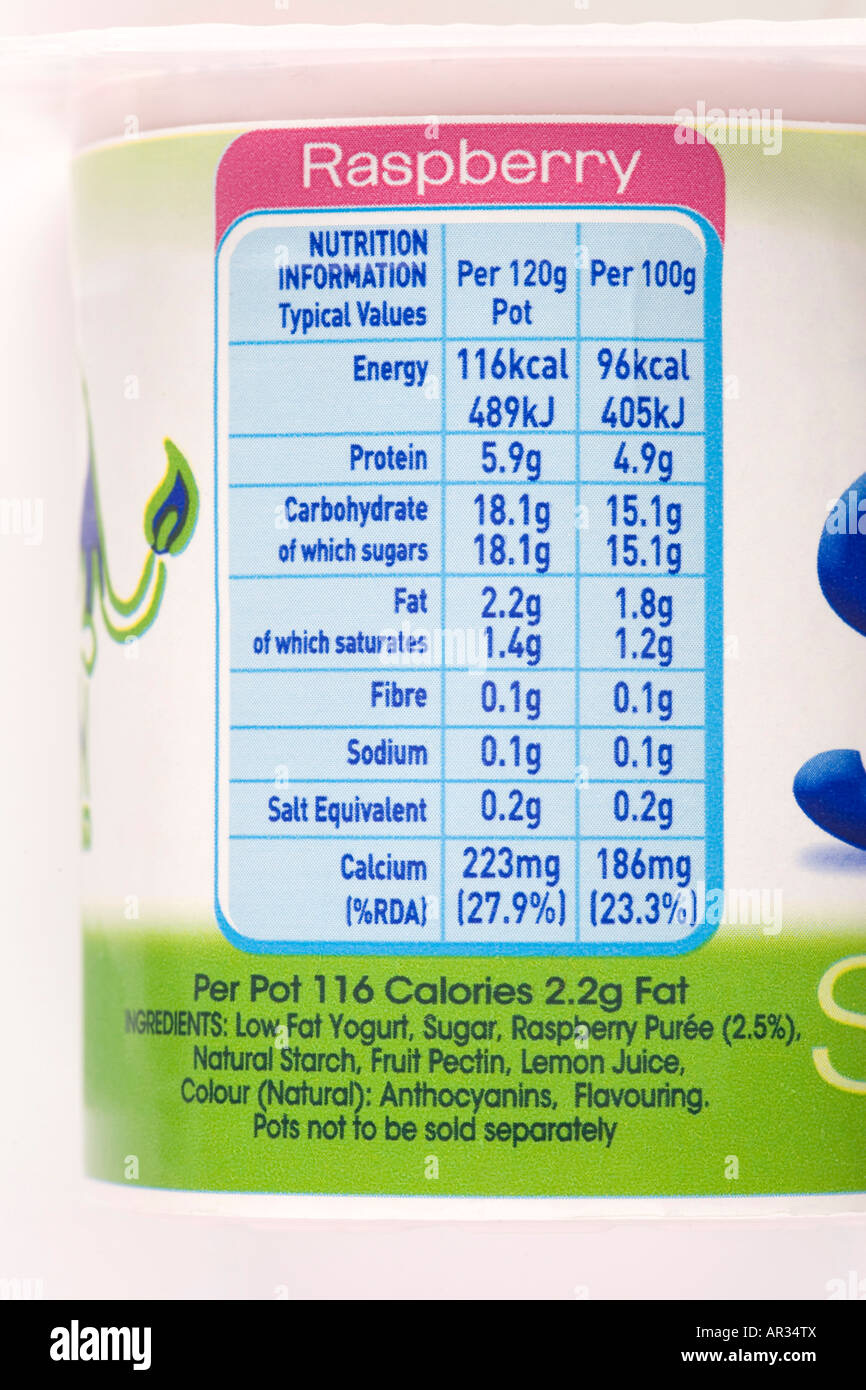 Raspberry
NUTRITION INFORMATION Typical Values Per 120g Pot Per 100g
Energy 116kcal 96kcal
489kJ 405kJ
Protein 5.9g 4.9g
Carbohydrate 18.1g 15.1g
of which sugars 18.1g 15.1g
Fat 2.2g 1.8g
of which saturates 1.4g 1.2g
Fibre 0.1g 0.1g
Sodium 0.1g 0.1g
Salt Equivalent 0.2g 0.2g
Calcium 223mg 186mg
(%RDA) (27.9%) (23.3%)
Per Pot 116 Calories 2.2g Fat
INGREDIENTS: Low Fat Yogurt, Sugar, Raspberry Purée (2.5%),
Natural Starch, Fruit Pectin, Lemon Juice,
Colour (Natural): Anthocyanins, Flavouring.
Pots not to be sold separately
alamy
Image ID: AR34TX
www.alamy.com